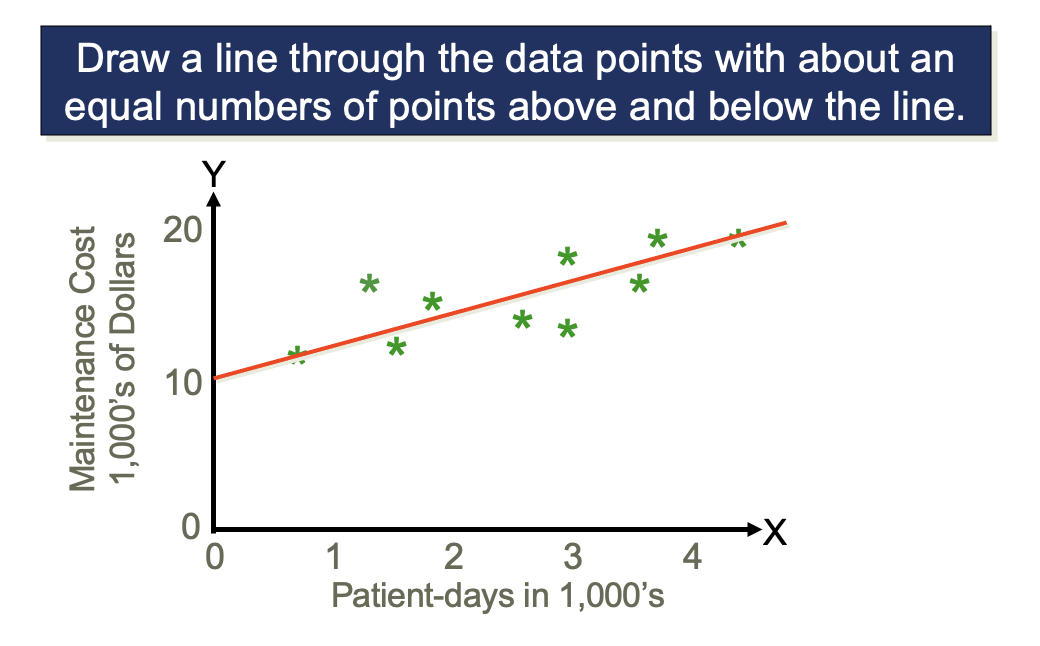 Draw a line through the data points with about an
equal numbers of points above and below the line.
Y
20
10
0
Maintenance Cost
1,000’s of Dollars
0 1 2 3 4
X
Patient-days in 1,000’s